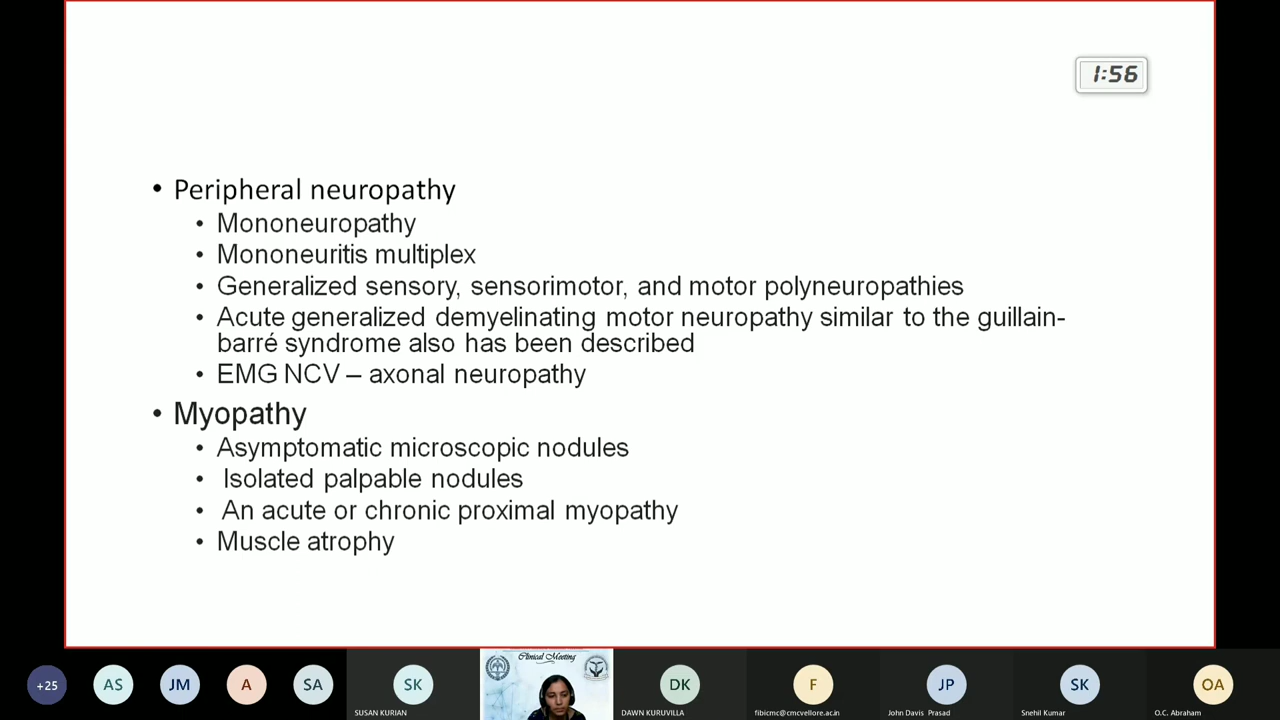 1:56
• Peripheral neuropathy
• Mononeuropathy
• Mononeuritis multiplex
• Generalized sensory, sensorimotor, and motor polyneuropathies
• Acute generalized demyelinating motor neuropathy similar to the guillain-
barré syndrome also has been described
• EMG NCV – axonal neuropathy
• Myopathy
• Asymptomatic microscopic nodules
• Isolated palpable nodules
• An acute or chronic proximal myopathy
• Muscle atrophy
Clinical Meeting
+25 AS JM A SA SK DK F JP SK OA
SUSAN KURIAN DAWN KURUVILLA fibicmc@cmcvellore.ac.in John Davis Prasad Snehil Kumar O.C. Abraham